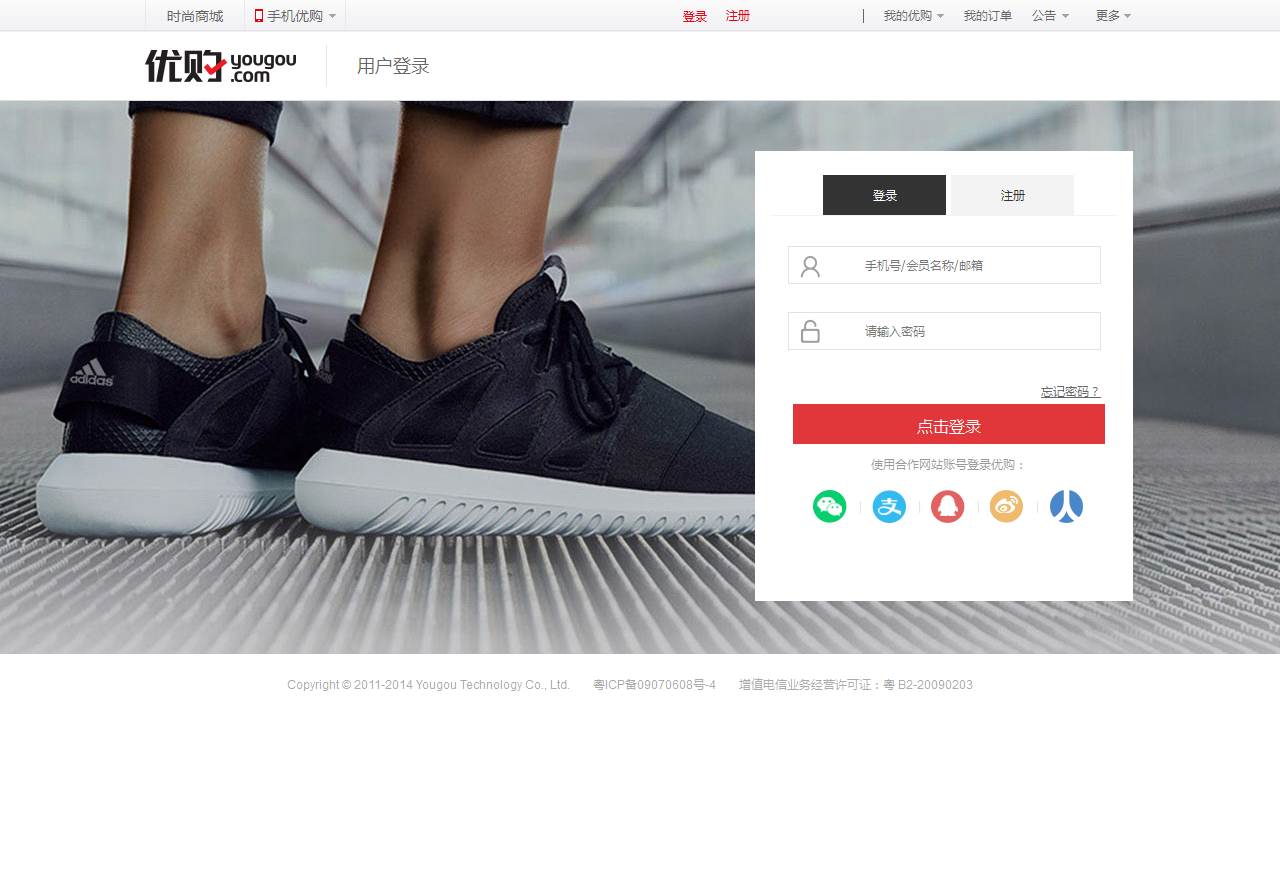 时尚商城 手机优购 登录 注册 | 我的优购 我的订单 公告 更多
优购 yougou .com 用户登录
登录 注册
手机号/会员名称/邮箱
请输入密码
忘记密码？
点击登录
使用合作网站账号登录优购：
adidas
Copyright © 2011-2014 Yougou Technology Co., Ltd. 粤ICP备09070608号-4 增值电信业务经营许可证：粤 B2-20090203